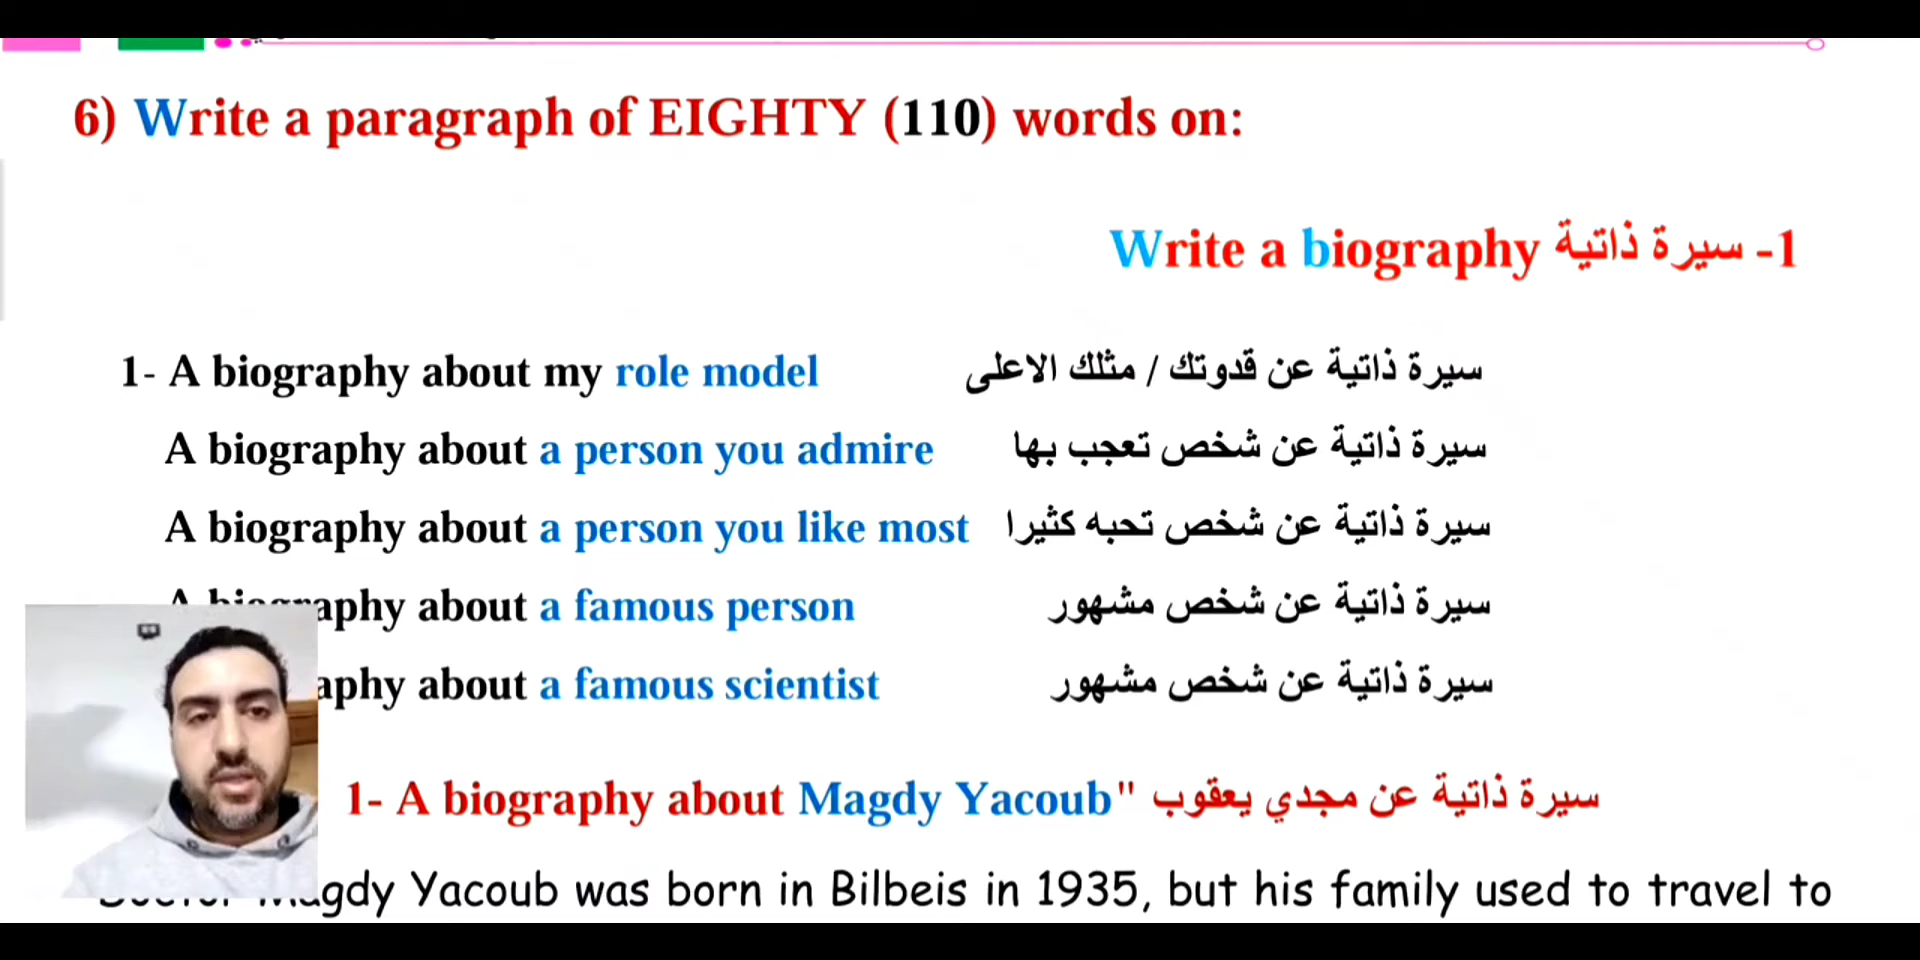 6) Write a paragraph of EIGHTY (110) words on:
1- سيرة ذاتية Write a biography
1- A biography about my role model سيرة ذاتية عن قدوتك / مثلك الاعلى
A biography about a person you admire سيرة ذاتية عن شخص تعجب بها
A biography about a person you like most سيرة ذاتية عن شخص تحبه كثيرا
about a famous person سيرة ذاتية عن شخص مشهور
about a famous scientist سيرة ذاتية عن شخص مشهور
1- A biography about Magdy Yacoub" سيرة ذاتية عن مجدي يعقوب
Yacoub was born in Bilbeis in 1935, but his family used to travel to